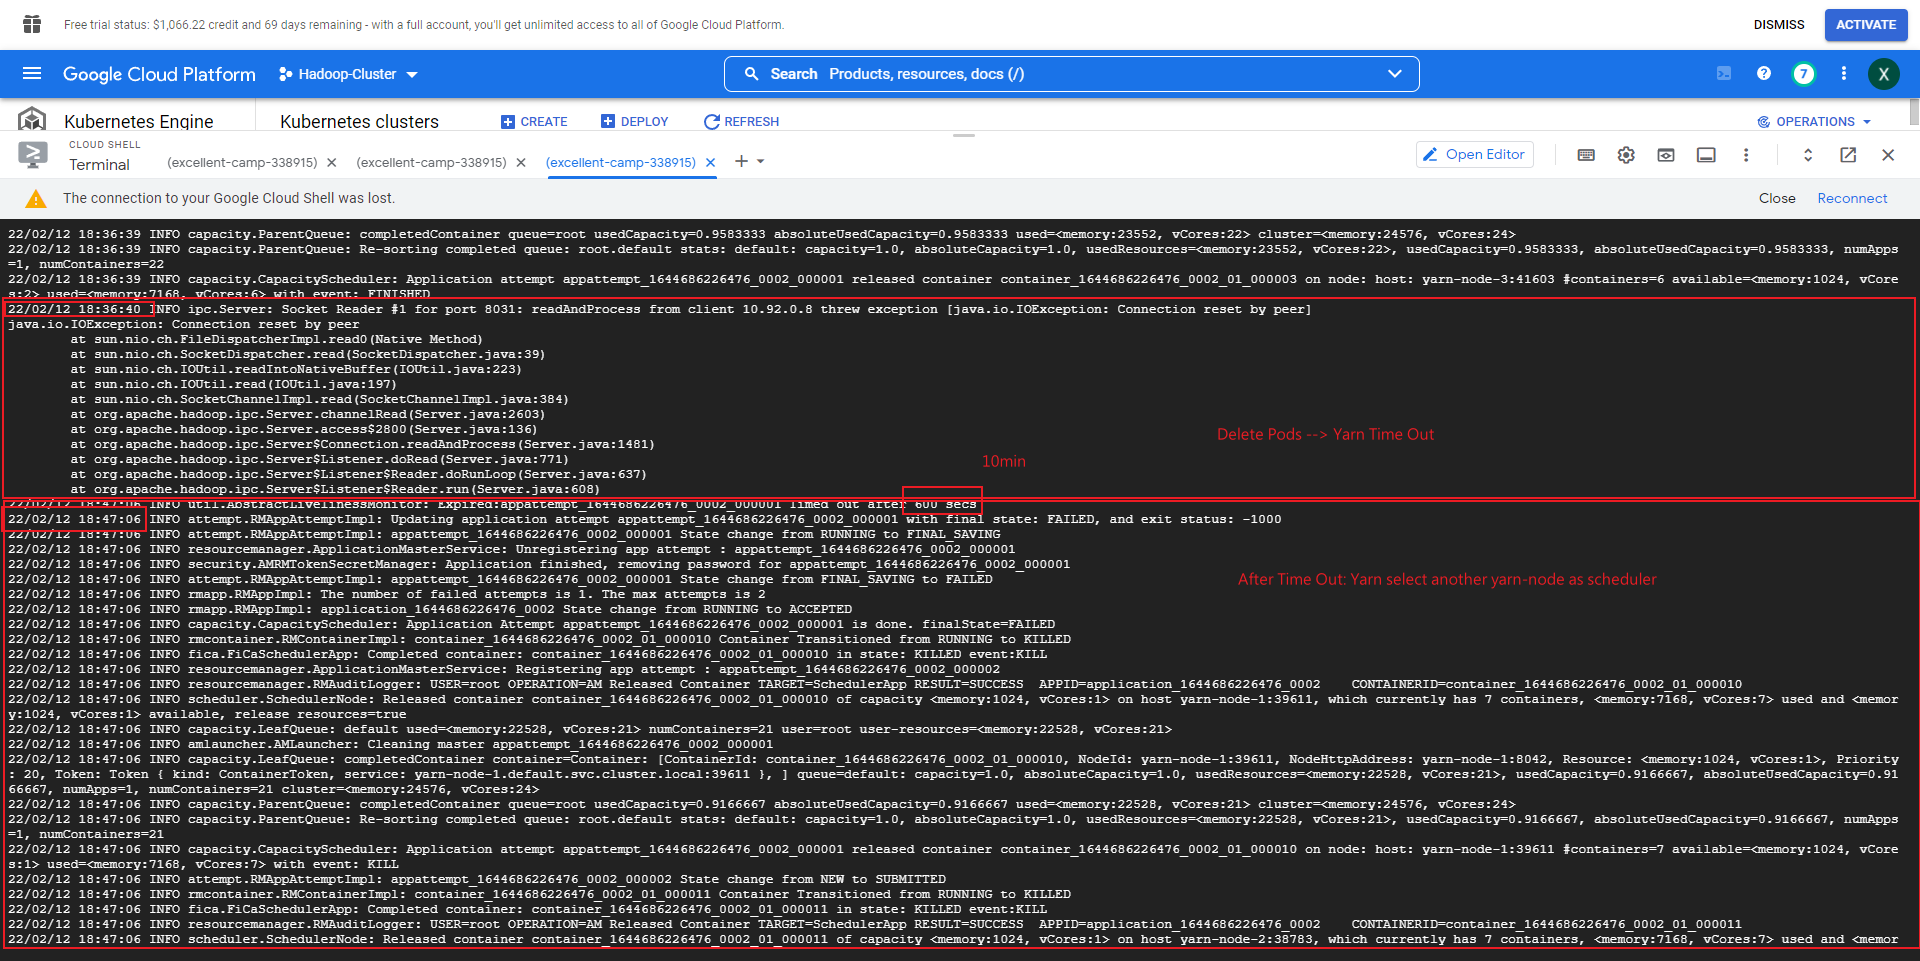 Free trial status: $1,066.22 credit and 69 days remaining - with a full account, you'll get unlimited access to all of Google Cloud Platform.
DISMISS
ACTIVATE
Google Cloud Platform
Hadoop-Cluster
Search Products, resources, docs (/)
7
X
Kubernetes Engine
Kubernetes clusters
CREATE
DEPLOY
REFRESH
OPERATIONS
CLOUD SHELL
Terminal
(excellent-camp-338915)
(excellent-camp-338915)
(excellent-camp-338915)
Open Editor
The connection to your Google Cloud Shell was lost.
Close
Reconnect
22/02/12 18:36:39 INFO capacity.ParentQueue: completedContainer queue=root usedCapacity=0.9583333 absoluteUsedCapacity=0.9583333 used=<memory:23552, vCores:22> cluster=<memory:24576, vCores:24>
22/02/12 18:36:39 INFO capacity.ParentQueue: Re-sorting completed queue: root.default stats: default: capacity=1.0, absoluteCapacity=1.0, usedResources=<memory:23552, vCores:22>, usedCapacity=0.9583333, absoluteUsedCapacity=0.9583333, numApps
=1, numContainers=22
22/02/12 18:36:39 INFO capacity.CapacityScheduler: Application attempt appattempt_1644686226476_0002_000001 released container container_1644686226476_0002_01_000003 on node: host: yarn-node-3:41603 #containers=6 available=<memory:1024, vCore
s:2> used=<memory:7168, vCores:6> with event: FINISHED
22/02/12 18:36:40 INFO ipc.Server: Socket Reader #1 for port 8031: readAndProcess from client 10.92.0.8 threw exception [java.io.IOException: Connection reset by peer]
java.io.IOException: Connection reset by peer
at sun.nio.ch.FileDispatcherImpl.read0(Native Method)
at sun.nio.ch.SocketDispatcher.read(SocketDispatcher.java:39)
at sun.nio.ch.IOUtil.readIntoNativeBuffer(IOUtil.java:223)
at sun.nio.ch.IOUtil.read(IOUtil.java:197)
at sun.nio.ch.SocketChannelImpl.read(SocketChannelImpl.java:384)
at org.apache.hadoop.ipc.Server.channelRead(Server.java:2603)
at org.apache.hadoop.ipc.Server.access$2800(Server.java:136)
at org.apache.hadoop.ipc.Server$Connection.readAndProcess(Server.java:1481)
at org.apache.hadoop.ipc.Server$Listener.doRead(Server.java:771)
at org.apache.hadoop.ipc.Server$Listener$Reader.doRunLoop(Server.java:637)
at org.apache.hadoop.ipc.Server$Listener$Reader.run(Server.java:608)
Delete Pods --> Yarn Time Out
10min
22/02/12 18:47:06 INFO util.AbstractLivelinessMonitor: Expired:appattempt_1644686226476_0002_000001 Timed out after 600 secs
22/02/12 18:47:06 INFO attempt.RMAppAttemptImpl: Updating application attempt appattempt_1644686226476_0002_000001 with final state: FAILED, and exit status: -1000
22/02/12 18:47:06 INFO attempt.RMAppAttemptImpl: appattempt_1644686226476_0002_000001 State change from RUNNING to FINAL_SAVING
22/02/12 18:47:06 INFO resourcemanager.ApplicationMasterService: Unregistering app attempt : appattempt_1644686226476_0002_000001
22/02/12 18:47:06 INFO security.AMRMTokenSecretManager: Application finished, removing password for appattempt_1644686226476_0002_000001
22/02/12 18:47:06 INFO attempt.RMAppAttemptImpl: appattempt_1644686226476_0002_000001 State change from FINAL_SAVING to FAILED
After Time Out: Yarn select another yarn-node as scheduler
22/02/12 18:47:06 INFO rmapp.RMAppImpl: The number of failed attempts is 1. The max attempts is 2
22/02/12 18:47:06 INFO rmapp.RMAppImpl: application_1644686226476_0002 State change from RUNNING to ACCEPTED
22/02/12 18:47:06 INFO capacity.CapacityScheduler: Application Attempt appattempt_1644686226476_0002_000001 is done. finalState=FAILED
22/02/12 18:47:06 INFO rmcontainer.RMContainerImpl: container_1644686226476_0002_01_000010 Container Transitioned from RUNNING to KILLED
22/02/12 18:47:06 INFO fica.FiCaSchedulerApp: Completed container: container_1644686226476_0002_01_000010 in state: KILLED event:KILL
22/02/12 18:47:06 INFO resourcemanager.ApplicationMasterService: Registering app attempt : appattempt_1644686226476_0002_000002
22/02/12 18:47:06 INFO resourcemanager.RMAuditLogger: USER=root OPERATION=AM Released Container TARGET=SchedulerApp RESULT=SUCCESS APPID=application_1644686226476_0002 CONTAINERID=container_1644686226476_0002_01_000010
22/02/12 18:47:06 INFO scheduler.SchedulerNode: Released container container_1644686226476_0002_01_000010 of capacity <memory:1024, vCores:1> on host yarn-node-1:39611, which currently has 7 containers, <memory:7168, vCores:7> used and <memor
y:1024, vCores:1> available, release resources=true
22/02/12 18:47:06 INFO capacity.LeafQueue: default used=<memory:22528, vCores:21> numContainers=21 user=root user-resources=<memory:22528, vCores:21>
22/02/12 18:47:06 INFO amlauncher.AMLauncher: Cleaning master appattempt_1644686226476_0002_000001
22/02/12 18:47:06 INFO capacity.LeafQueue: completedContainer container=Container: [ContainerId: container_1644686226476_0002_01_000010, NodeId: yarn-node-1:39611, NodeHttpAddress: yarn-node-1:8042, Resource: <memory:1024, vCores:1>, Priority
: 20, Token: Token { kind: ContainerToken, service: yarn-node-1.default.svc.cluster.local:39611 }, ] queue=default: capacity=1.0, absoluteCapacity=1.0, usedResources=<memory:22528, vCores:21>, usedCapacity=0.9166667, absoluteUsedCapacity=0.91
66667, numApps=1, numContainers=21 cluster=<memory:24576, vCores:24>
22/02/12 18:47:06 INFO capacity.ParentQueue: completedContainer queue=root usedCapacity=0.9166667 absoluteUsedCapacity=0.9166667 used=<memory:22528, vCores:21> cluster=<memory:24576, vCores:24>
22/02/12 18:47:06 INFO capacity.ParentQueue: Re-sorting completed queue: root.default stats: default: capacity=1.0, absoluteCapacity=1.0, usedResources=<memory:22528, vCores:21>, usedCapacity=0.9166667, absoluteUsedCapacity=0.9166667, numApps
=1, numContainers=21
22/02/12 18:47:06 INFO capacity.CapacityScheduler: Application attempt appattempt_1644686226476_0002_000001 released container container_1644686226476_0002_01_000010 on node: host: yarn-node-1:39611 #containers=7 available=<memory:1024, vCore
s:1> used=<memory:7168, vCores:7> with event: KILL
22/02/12 18:47:06 INFO attempt.RMAppAttemptImpl: appattempt_1644686226476_0002_000002 State change from NEW to SUBMITTED
22/02/12 18:47:06 INFO rmcontainer.RMContainerImpl: container_1644686226476_0002_01_000011 Container Transitioned from RUNNING to KILLED
22/02/12 18:47:06 INFO fica.FiCaSchedulerApp: Completed container: container_1644686226476_0002_01_000011 in state: KILLED event:KILL
22/02/12 18:47:06 INFO resourcemanager.RMAuditLogger: USER=root OPERATION=AM Released Container TARGET=SchedulerApp RESULT=SUCCESS APPID=application_1644686226476_0002 CONTAINERID=container_1644686226476_0002_01_000011
22/02/12 18:47:06 INFO scheduler.SchedulerNode: Released container container_1644686226476_0002_01_000011 of capacity <memory:1024, vCores:1> on host yarn-node-2:38783, which currently has 7 containers, <memory:7168, vCores:7> used and <memor